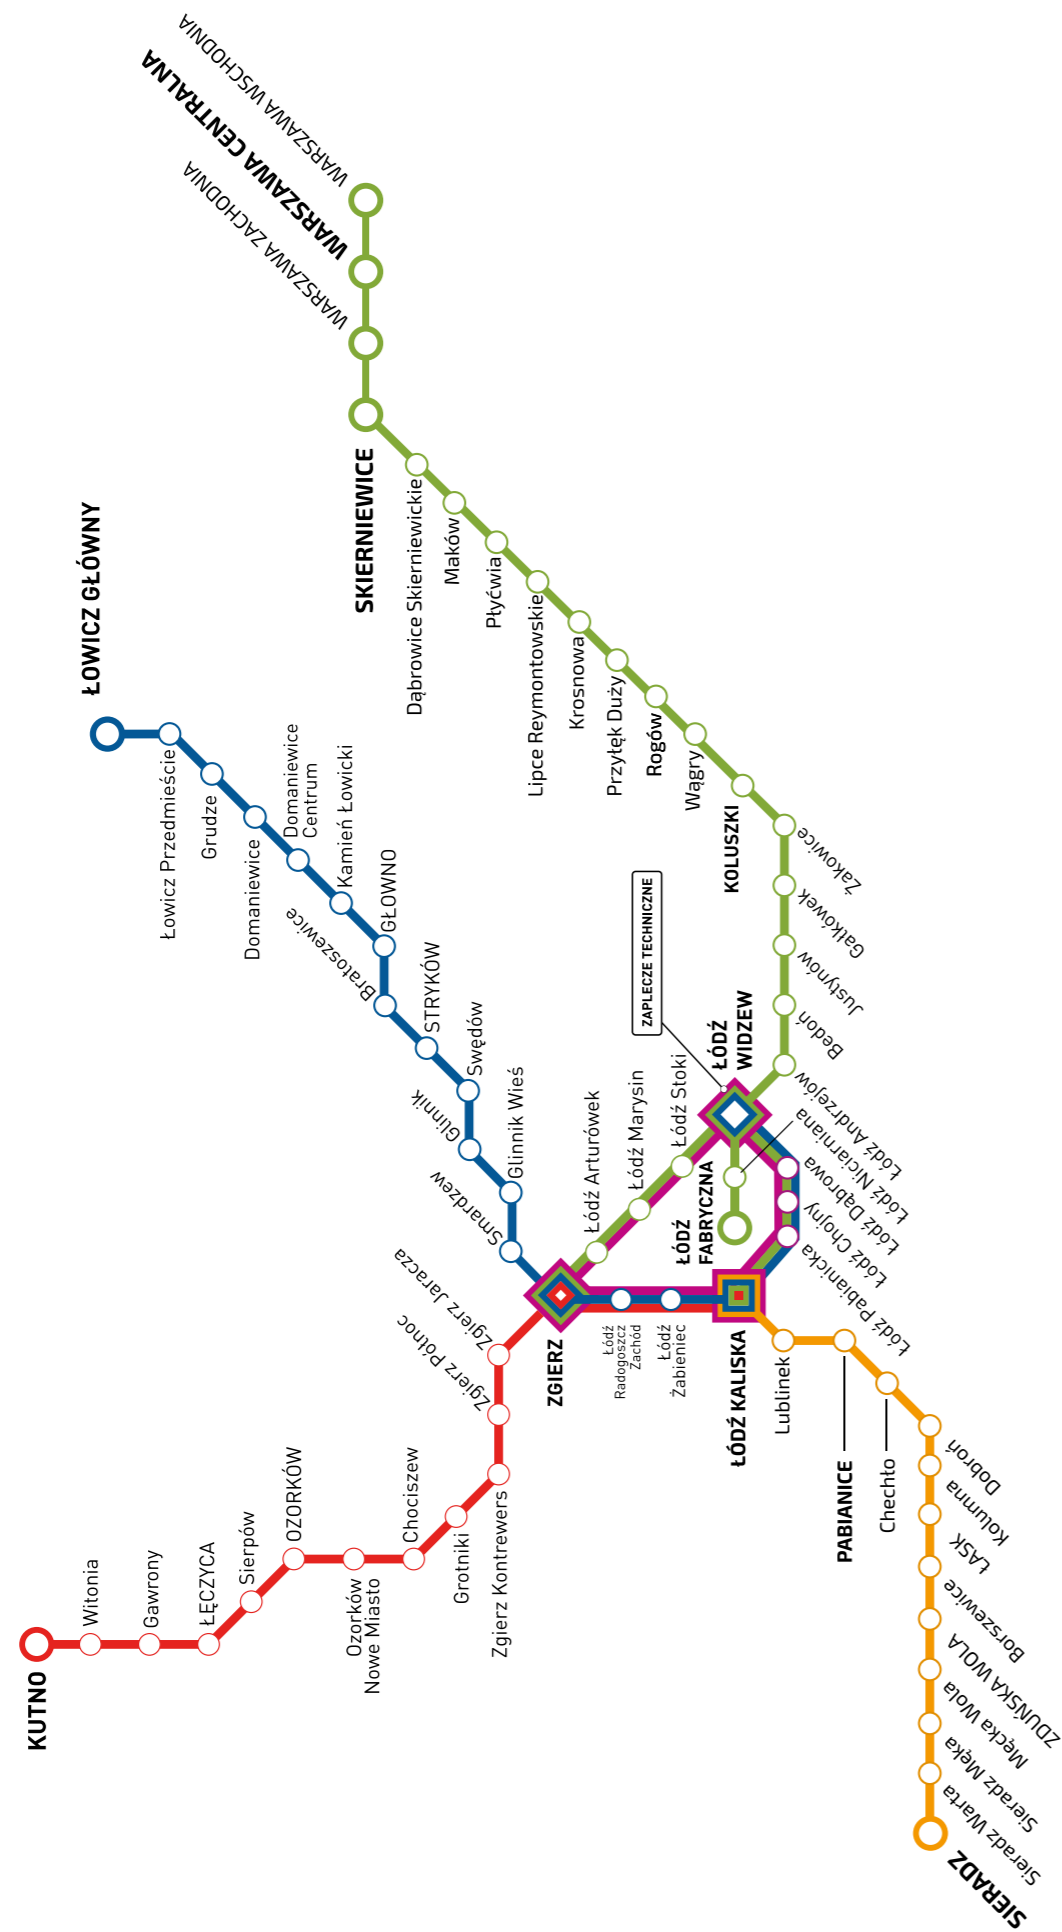 KUTNO
Witonia
Gawrony
ŁĘCZYCA
Sierpów
OZORKÓW
Ozorków
Nowe Miasto
Chociszew
Grotniki
Zgierz Kontrewers
Zgierz Północ
Zgierz Jaracza
ZGIERZ
ŁOWICZ GŁÓWNY
Łowicz Przedmieście
Grudze
Domaniewice
Domaniewice
Centrum
Kamień Łowicki
GŁOWNO
Bratoszewice
STRYKÓW
Swędów
Glinnik
Glinnik Wieś
Smardzew
Łódź
Radogoszcz
Zachód
Łódź
Żabieniec
ŁÓDŹ KALISKA
WARSZAWA WSCHODNIA
WARSZAWA CENTRALNA
WARSZAWA ZACHODNIA
SKIERNIEWICE
Dąbrowice Skierniewickie
Maków
Płyćwia
Lipce Reymontowskie
Krosnowa
Przyłęk Duży
Rogów
Wągry
KOLUSZKI
Żakowice
Gałkówek
Justynów
Bedoń
Łódź Andrzejów
ZAPLECZE TECHNICZNE
ŁÓDŹ
WIDZEW
Łódź Niciarniana
ŁÓDŹ
FABRYCZNA
Łódź Stoki
Łódź Marysin
Łódź Arturówek
Łódź Dąbrowa
Łódź Chojny
Łódź Pabianicka
Lublinek
PABIANICE
Chechło
Dobroń
Kolumna
ŁASK
Borszewice
ZDUŃSKA WOLA
Męcka Wola
Sieradz Męka
Sieradz Warta
SIERADZ